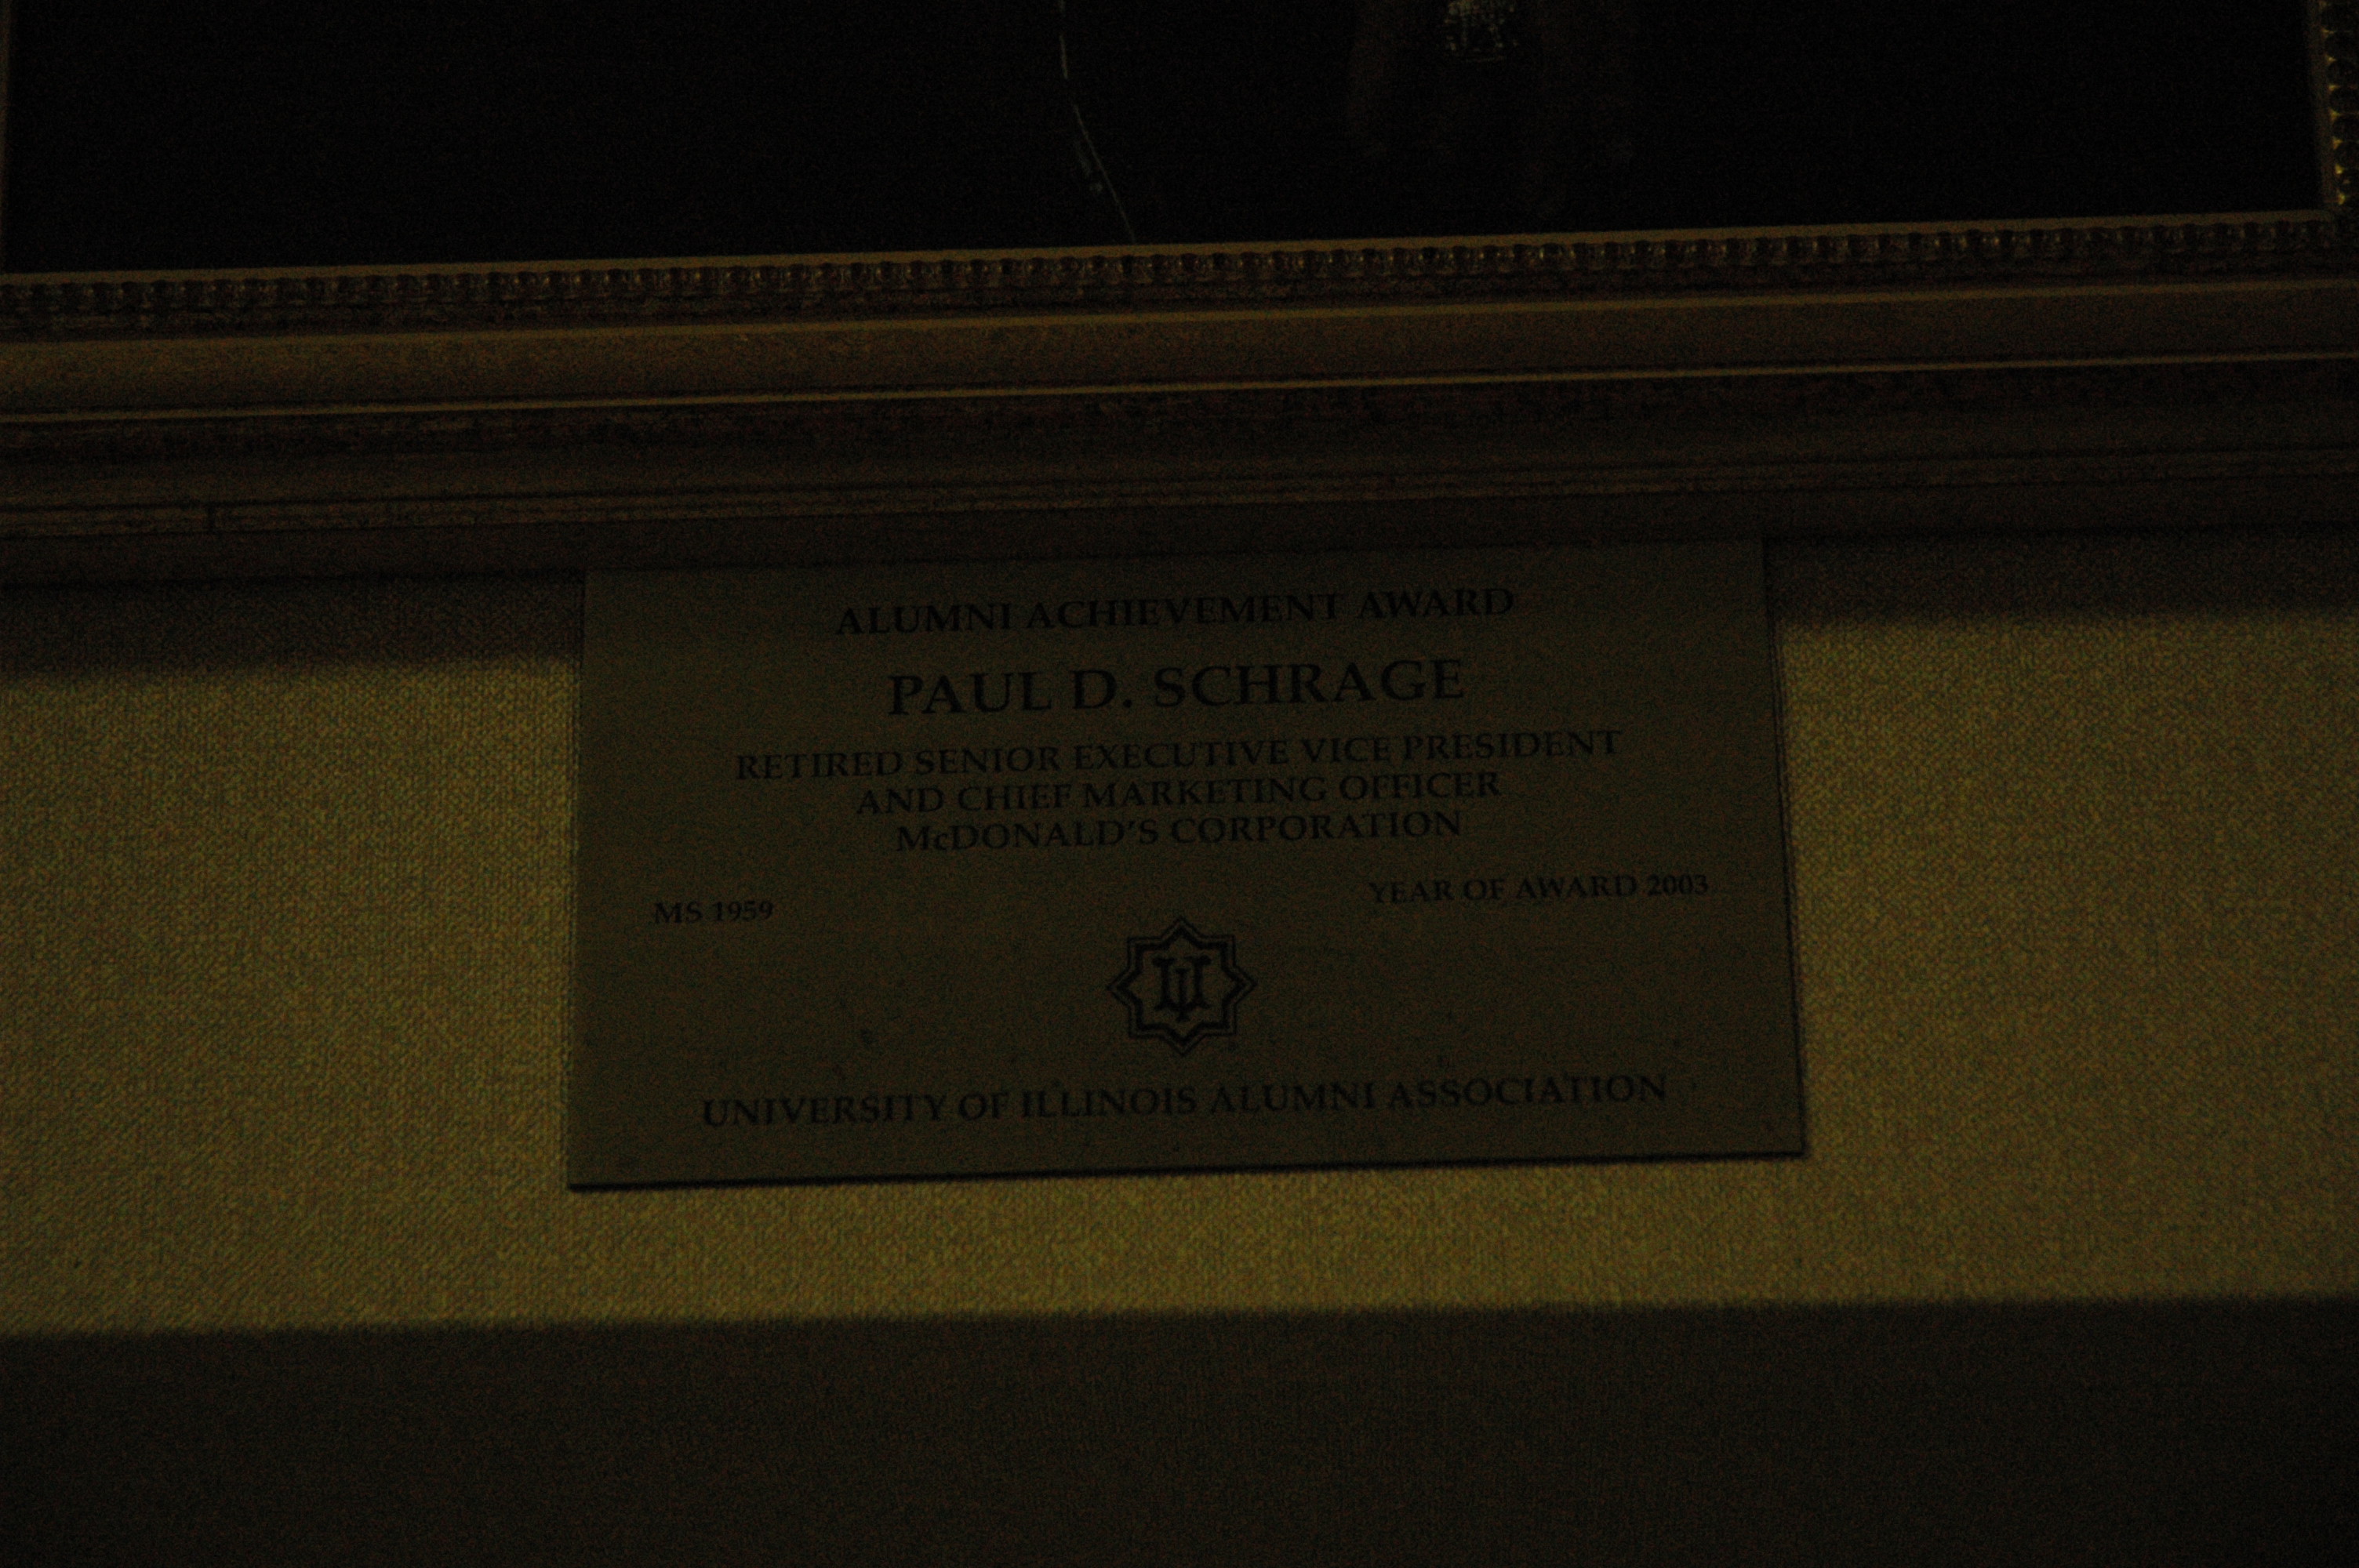 ALUMNI ACHIEVEMENT AWARD
PAUL D. SCHRAGE
RETIRED SENIOR EXECUTIVE VICE PRESIDENT
AND CHIEF MARKETING OFFICER
McDONALD'S CORPORATION
MS 1959 YEAR OF AWARD 2003
UI
UNIVERSITY OF ILLINOIS ALUMNI ASSOCIATION